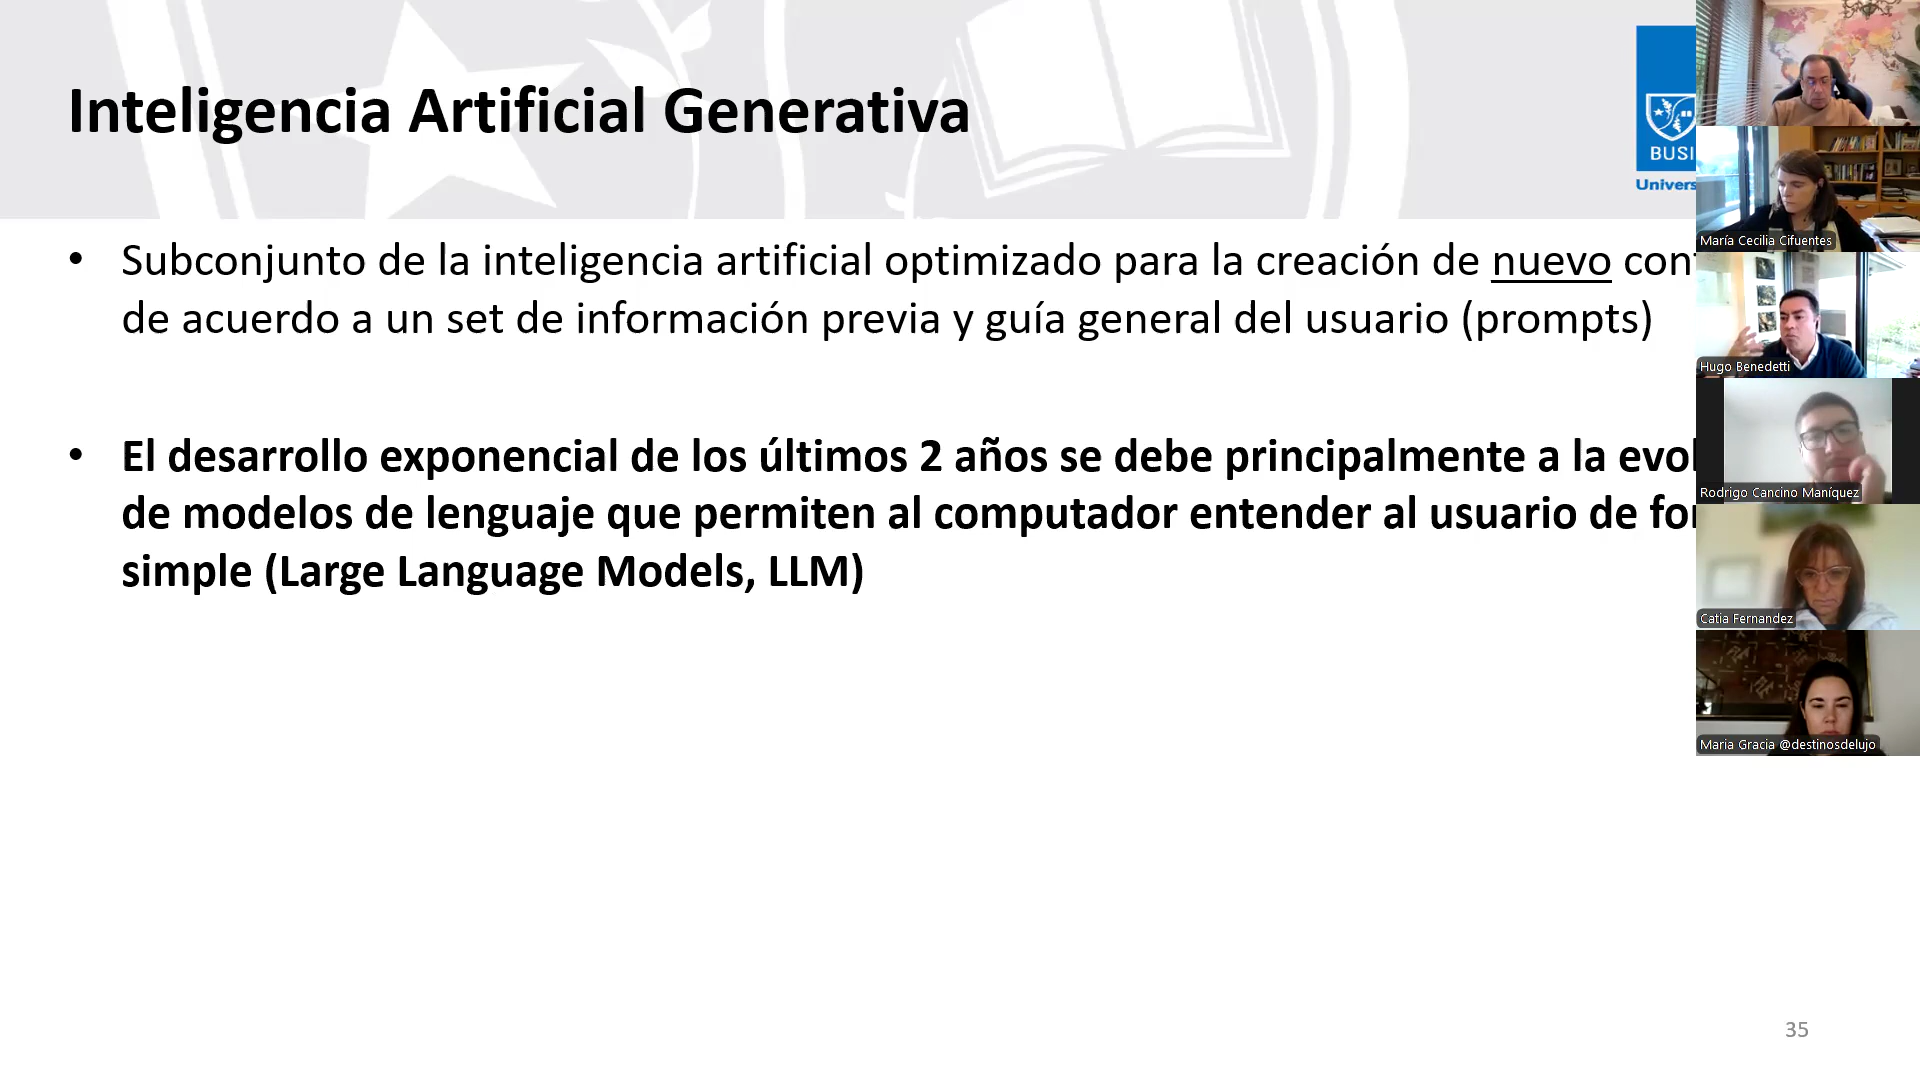 Inteligencia Artificial Generativa
BUSI
Univers
• Subconjunto de la inteligencia artificial optimizado para la creación de nuevo con
de acuerdo a un set de información previa y guía general del usuario (prompts)
• El desarrollo exponencial de los últimos 2 años se debe principalmente a la evol
de modelos de lenguaje que permiten al computador entender al usuario de for
simple (Large Language Models, LLM)
María Cecilia Cifuentes
Hugo Benedetti
Rodrigo Cancino Maníquez
Catia Fernandez
Maria Gracia @destinosdelujo
35